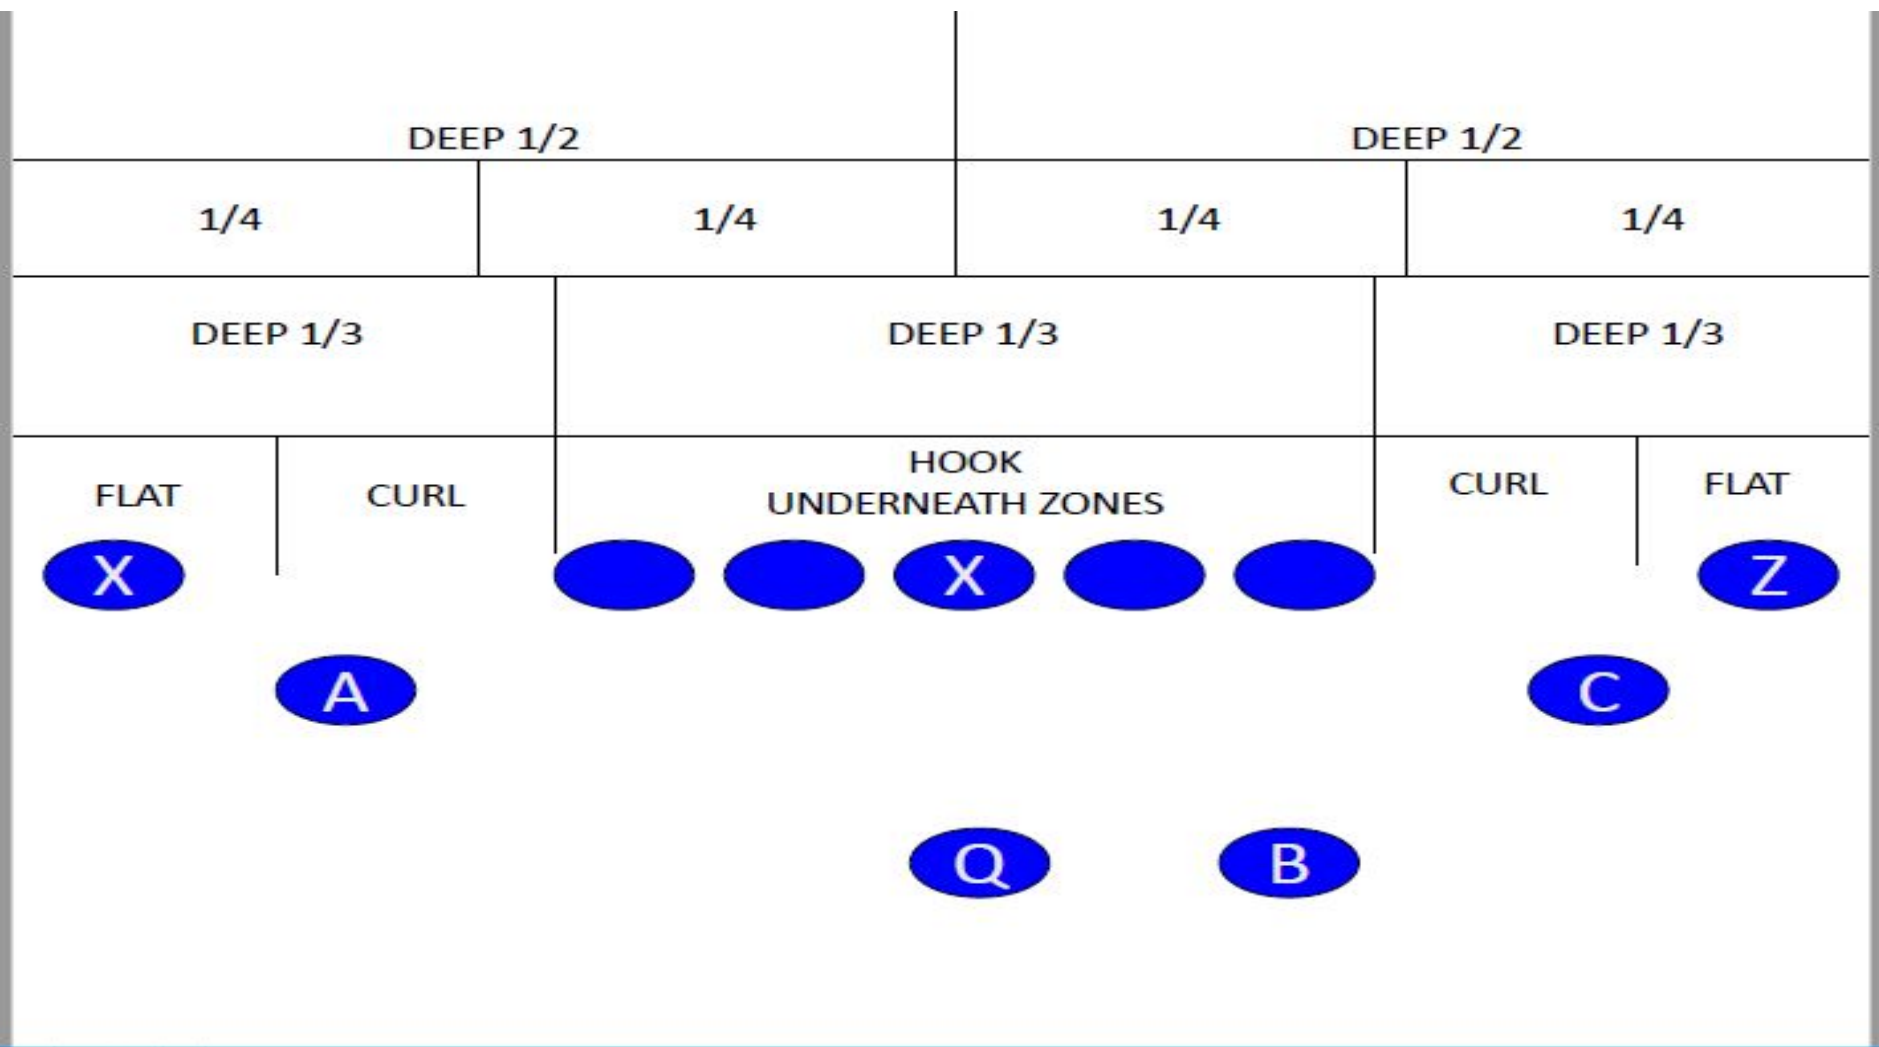 DEEP 1/2 DEEP 1/2
1/4 1/4 1/4 1/4
DEEP 1/3 DEEP 1/3 DEEP 1/3
HOOK
FLAT CURL UNDERNEATH ZONES CURL FLAT
X X Z
A C
Q B